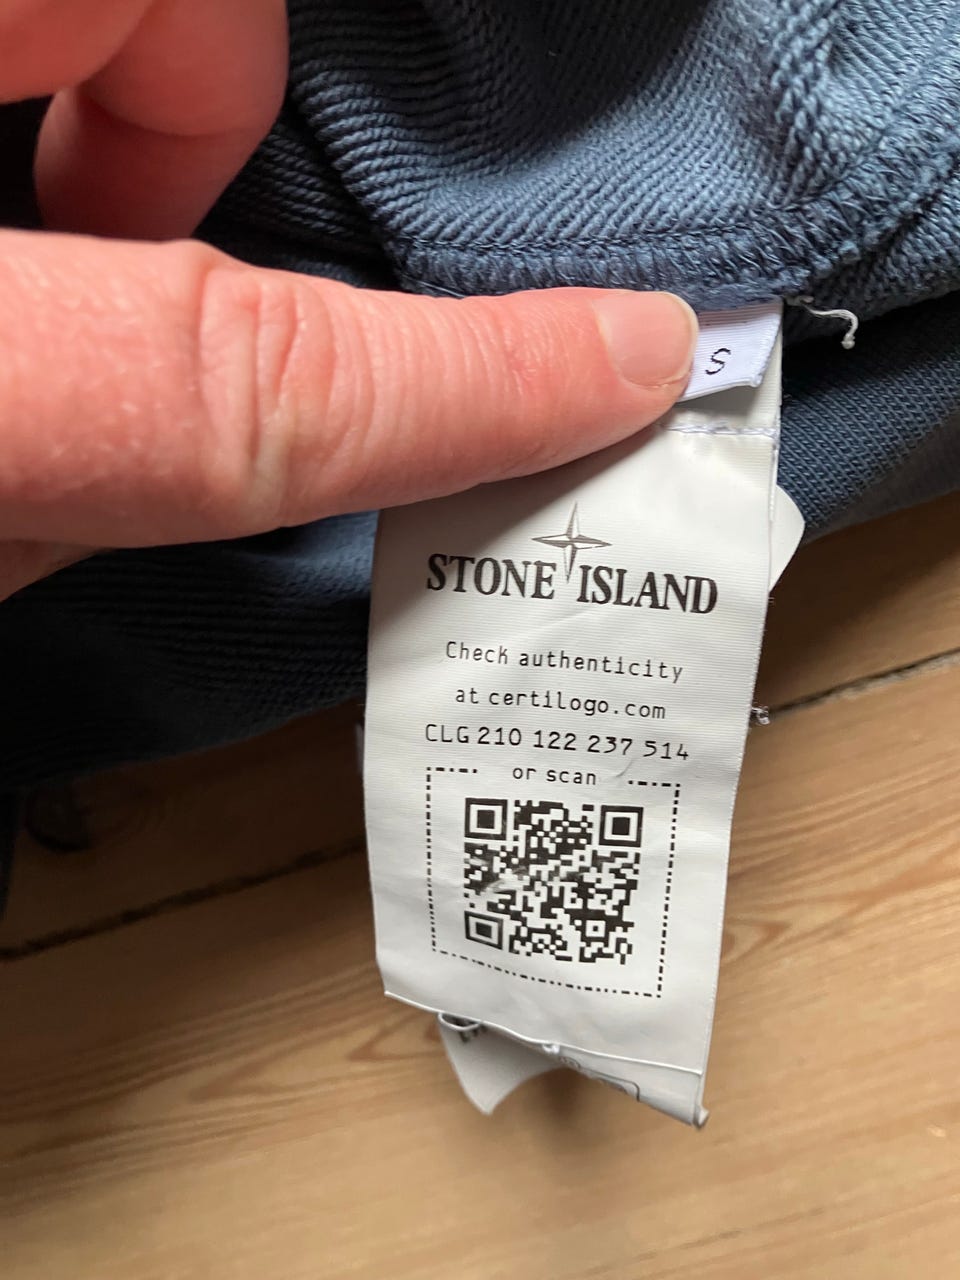 S
STONE ISLAND
Check authenticity
at certilogo.com
CLG 210 122 237 514
or scan